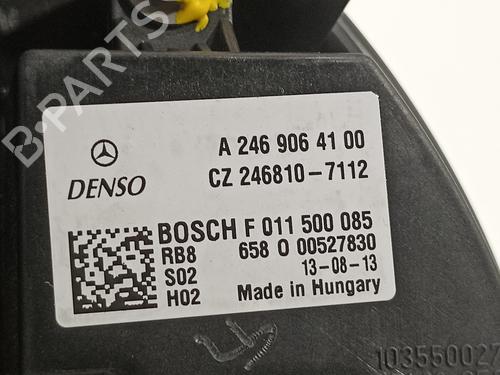 B-PARTS
A 246 906 41 00
DENSO
CZ 246810-7112
BOSCH F 011 500 085
RB8
658 0 00527830
S02
13-08-13
H02
Made in Hungary
103550027